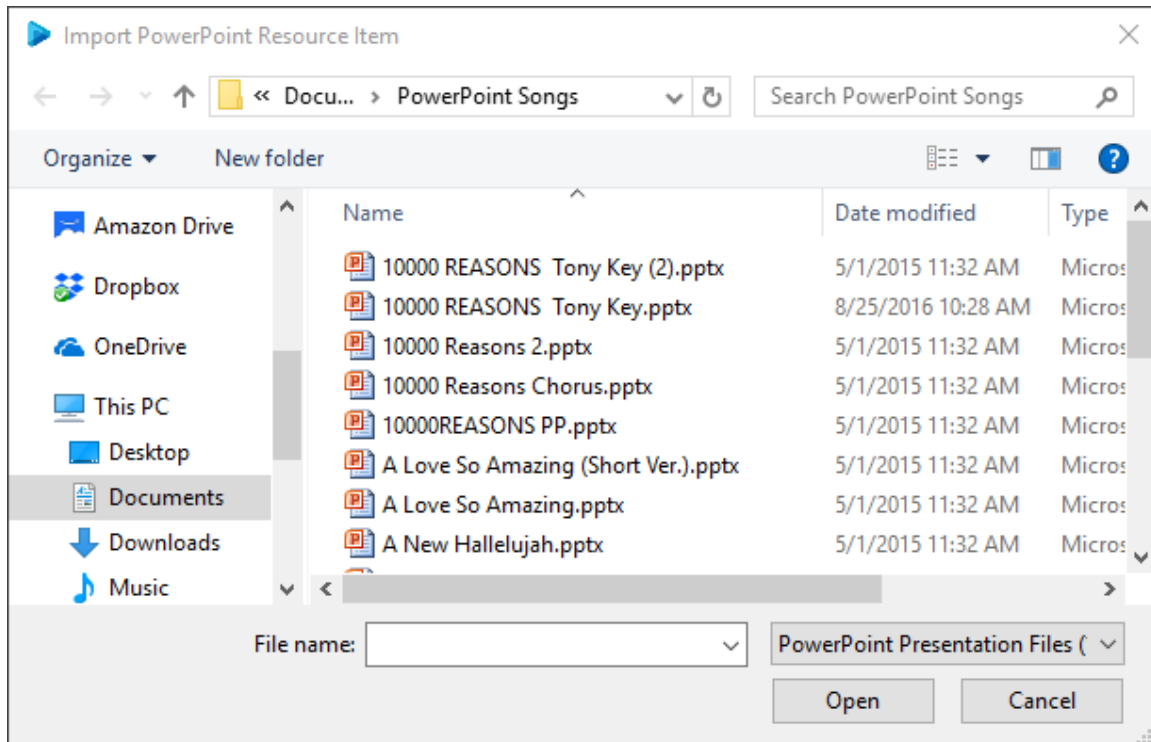 Import PowerPoint Resource Item
« Docu... > PowerPoint Songs
Search PowerPoint Songs
Organize New folder
?
Name Date modified Type
Amazon Drive
Dropbox
OneDrive
This PC
Desktop
Documents
Downloads
Music
10000 REASONS  Tony Key (2).pptx 5/1/2015 11:32 AM Micros
10000 REASONS  Tony Key.pptx 8/25/2016 10:28 AM Micros
10000 Reasons 2.pptx 5/1/2015 11:32 AM Micros
10000 Reasons Chorus.pptx 5/1/2015 11:32 AM Micros
10000REASONS PP.pptx 5/1/2015 11:32 AM Micros
A Love So Amazing (Short Ver.).pptx 5/1/2015 11:32 AM Micros
A Love So Amazing.pptx 5/1/2015 11:32 AM Micros
A New Hallelujah.pptx 5/1/2015 11:32 AM Micros
File name: PowerPoint Presentation Files (
Open Cancel